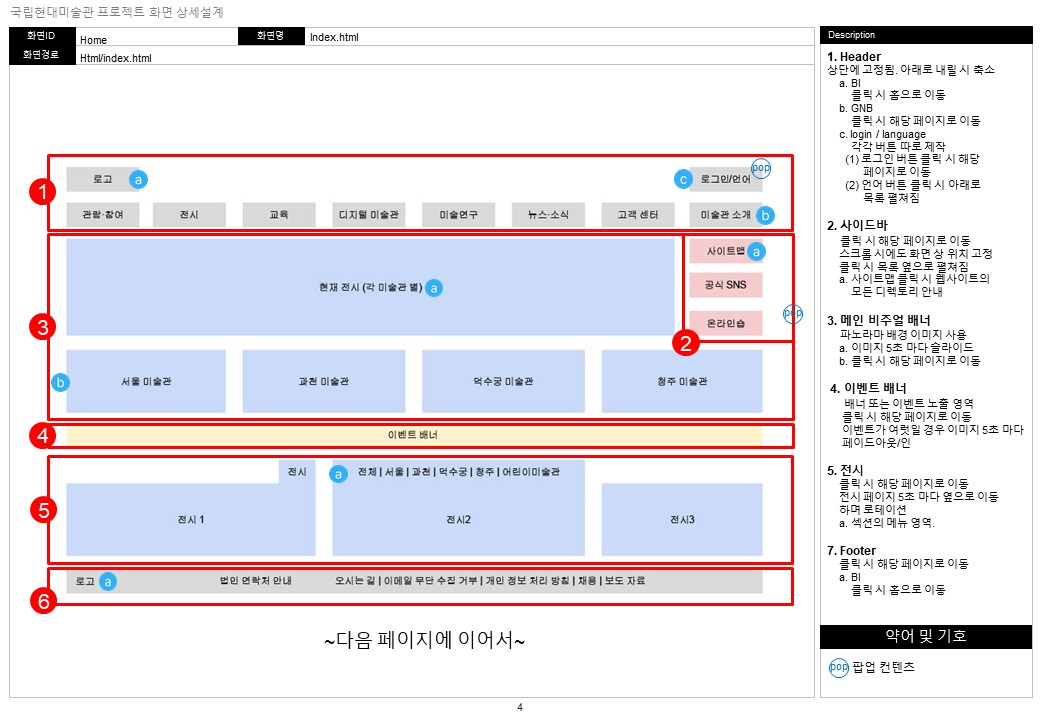 국립현대미술관 프로젝트 화면 상세설계
화면ID
Home
화면명
Index.html
화면경로
Html/index.html
pop
로고
a
c
로그인/언어
1
관람·참여
전시
교육
디지털 미술관
미술연구
뉴스·소식
고객 센터
미술관 소개
b
사이트맵
a
현재 전시 (각 미술관 별)
a
공식 SNS
pop
온라인숍
3
2
b
서울 미술관
과천 미술관
덕수궁 미술관
청주 미술관
4
이벤트 배너
전시
a
전체 | 서울 | 과천 | 덕수궁 | 청주 | 어린이미술관
5
전시 1
전시2
전시3
로고
a
법인 연락처 안내
오시는 길 | 이메일 무단 수집 거부 | 개인 정보 처리 방침 | 채용 | 보도 자료
6
~다음 페이지에 이어서~
Description
1. Header
상단에 고정됨. 아래로 내릴 시 축소
a. BI
클릭 시 홈으로 이동
b. GNB
클릭 시 해당 페이지로 이동
c. login / language
각각 버튼 따로 제작
(1) 로그인 버튼 클릭 시 해당
페이지로 이동
(2) 언어 버튼 클릭 시 아래로
목록 펼쳐짐
2. 사이드바
클릭 시 해당 페이지로 이동
스크롤 시에도 화면 상 위치 고정
클릭 시 목록 옆으로 펼쳐짐
a. 사이트맵 클릭 시 웹사이트의
모든 디렉토리 안내
3. 메인 비주얼 배너
파노라마 배경 이미지 사용
a. 이미지 5초 마다 슬라이드
b. 클릭 시 해당 페이지로 이동
4. 이벤트 배너
배너 또는 이벤트 노출 영역
클릭 시 해당 페이지로 이동
이벤트가 여럿일 경우 이미지 5초 마다
페이드아웃/인
5. 전시
클릭 시 해당 페이지로 이동
전시 페이지 5초 마다 옆으로 이동
하며 로테이션
a. 섹션의 메뉴 영역.
7. Footer
클릭 시 해당 페이지로 이동
a. BI
클릭 시 홈으로 이동
약어 및 기호
pop 팝업 컨텐츠
4